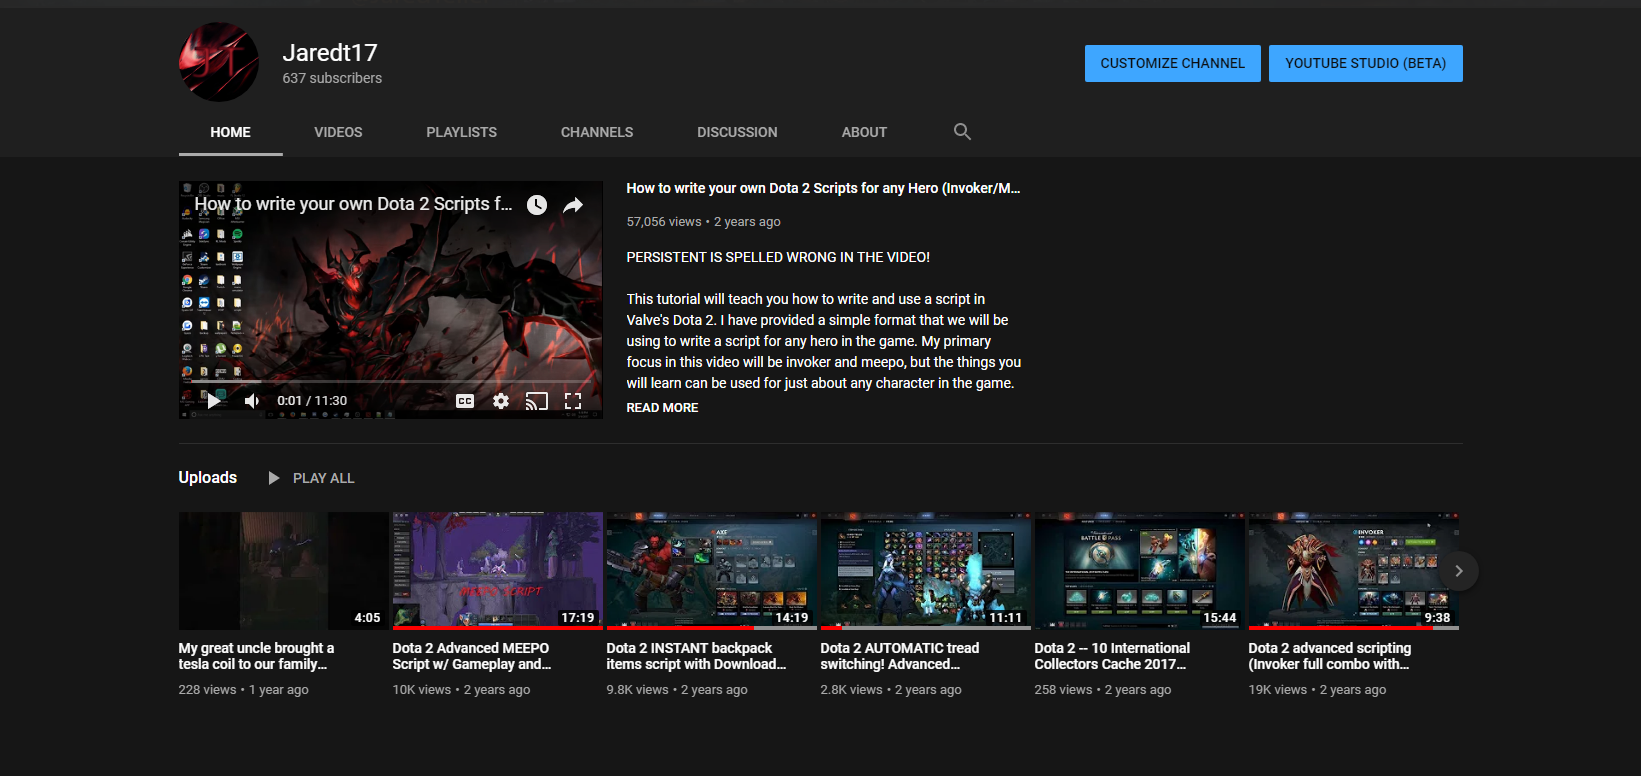 JT
Jaredt17
637 subscribers
CUSTOMIZE CHANNEL
YOUTUBE STUDIO (BETA)
HOME
VIDEOS
PLAYLISTS
CHANNELS
DISCUSSION
ABOUT
How to write your own Dota 2 Scripts f...
0:01 / 11:30
CC
How to write your own Dota 2 Scripts for any Hero (Invoker/M...
57,056 views • 2 years ago
PERSISTENT IS SPELLED WRONG IN THE VIDEO!
This tutorial will teach you how to write and use a script in
Valve's Dota 2. I have provided a simple format that we will be
using to write a script for any hero in the game. My primary
focus in this video will be invoker and meepo, but the things you
will learn can be used for just about any character in the game.
READ MORE
Uploads
PLAY ALL
4:05
My great uncle brought a
tesla coil to our family...
228 views • 1 year ago
MEEPO SCRIPT
17:19
Dota 2 Advanced MEEPO
Script w/ Gameplay and...
10K views • 2 years ago
AXE
14:19
Dota 2 INSTANT backpack
items script with Download...
9.8K views • 2 years ago
11:11
Dota 2 AUTOMATIC tread
switching! Advanced...
2.8K views • 2 years ago
BATTLE PASS
15:44
Dota 2 -- 10 International
Collectors Cache 2017...
258 views • 2 years ago
INVOKER
9:38
Dota 2 advanced scripting
(Invoker full combo with...
19K views • 2 years ago